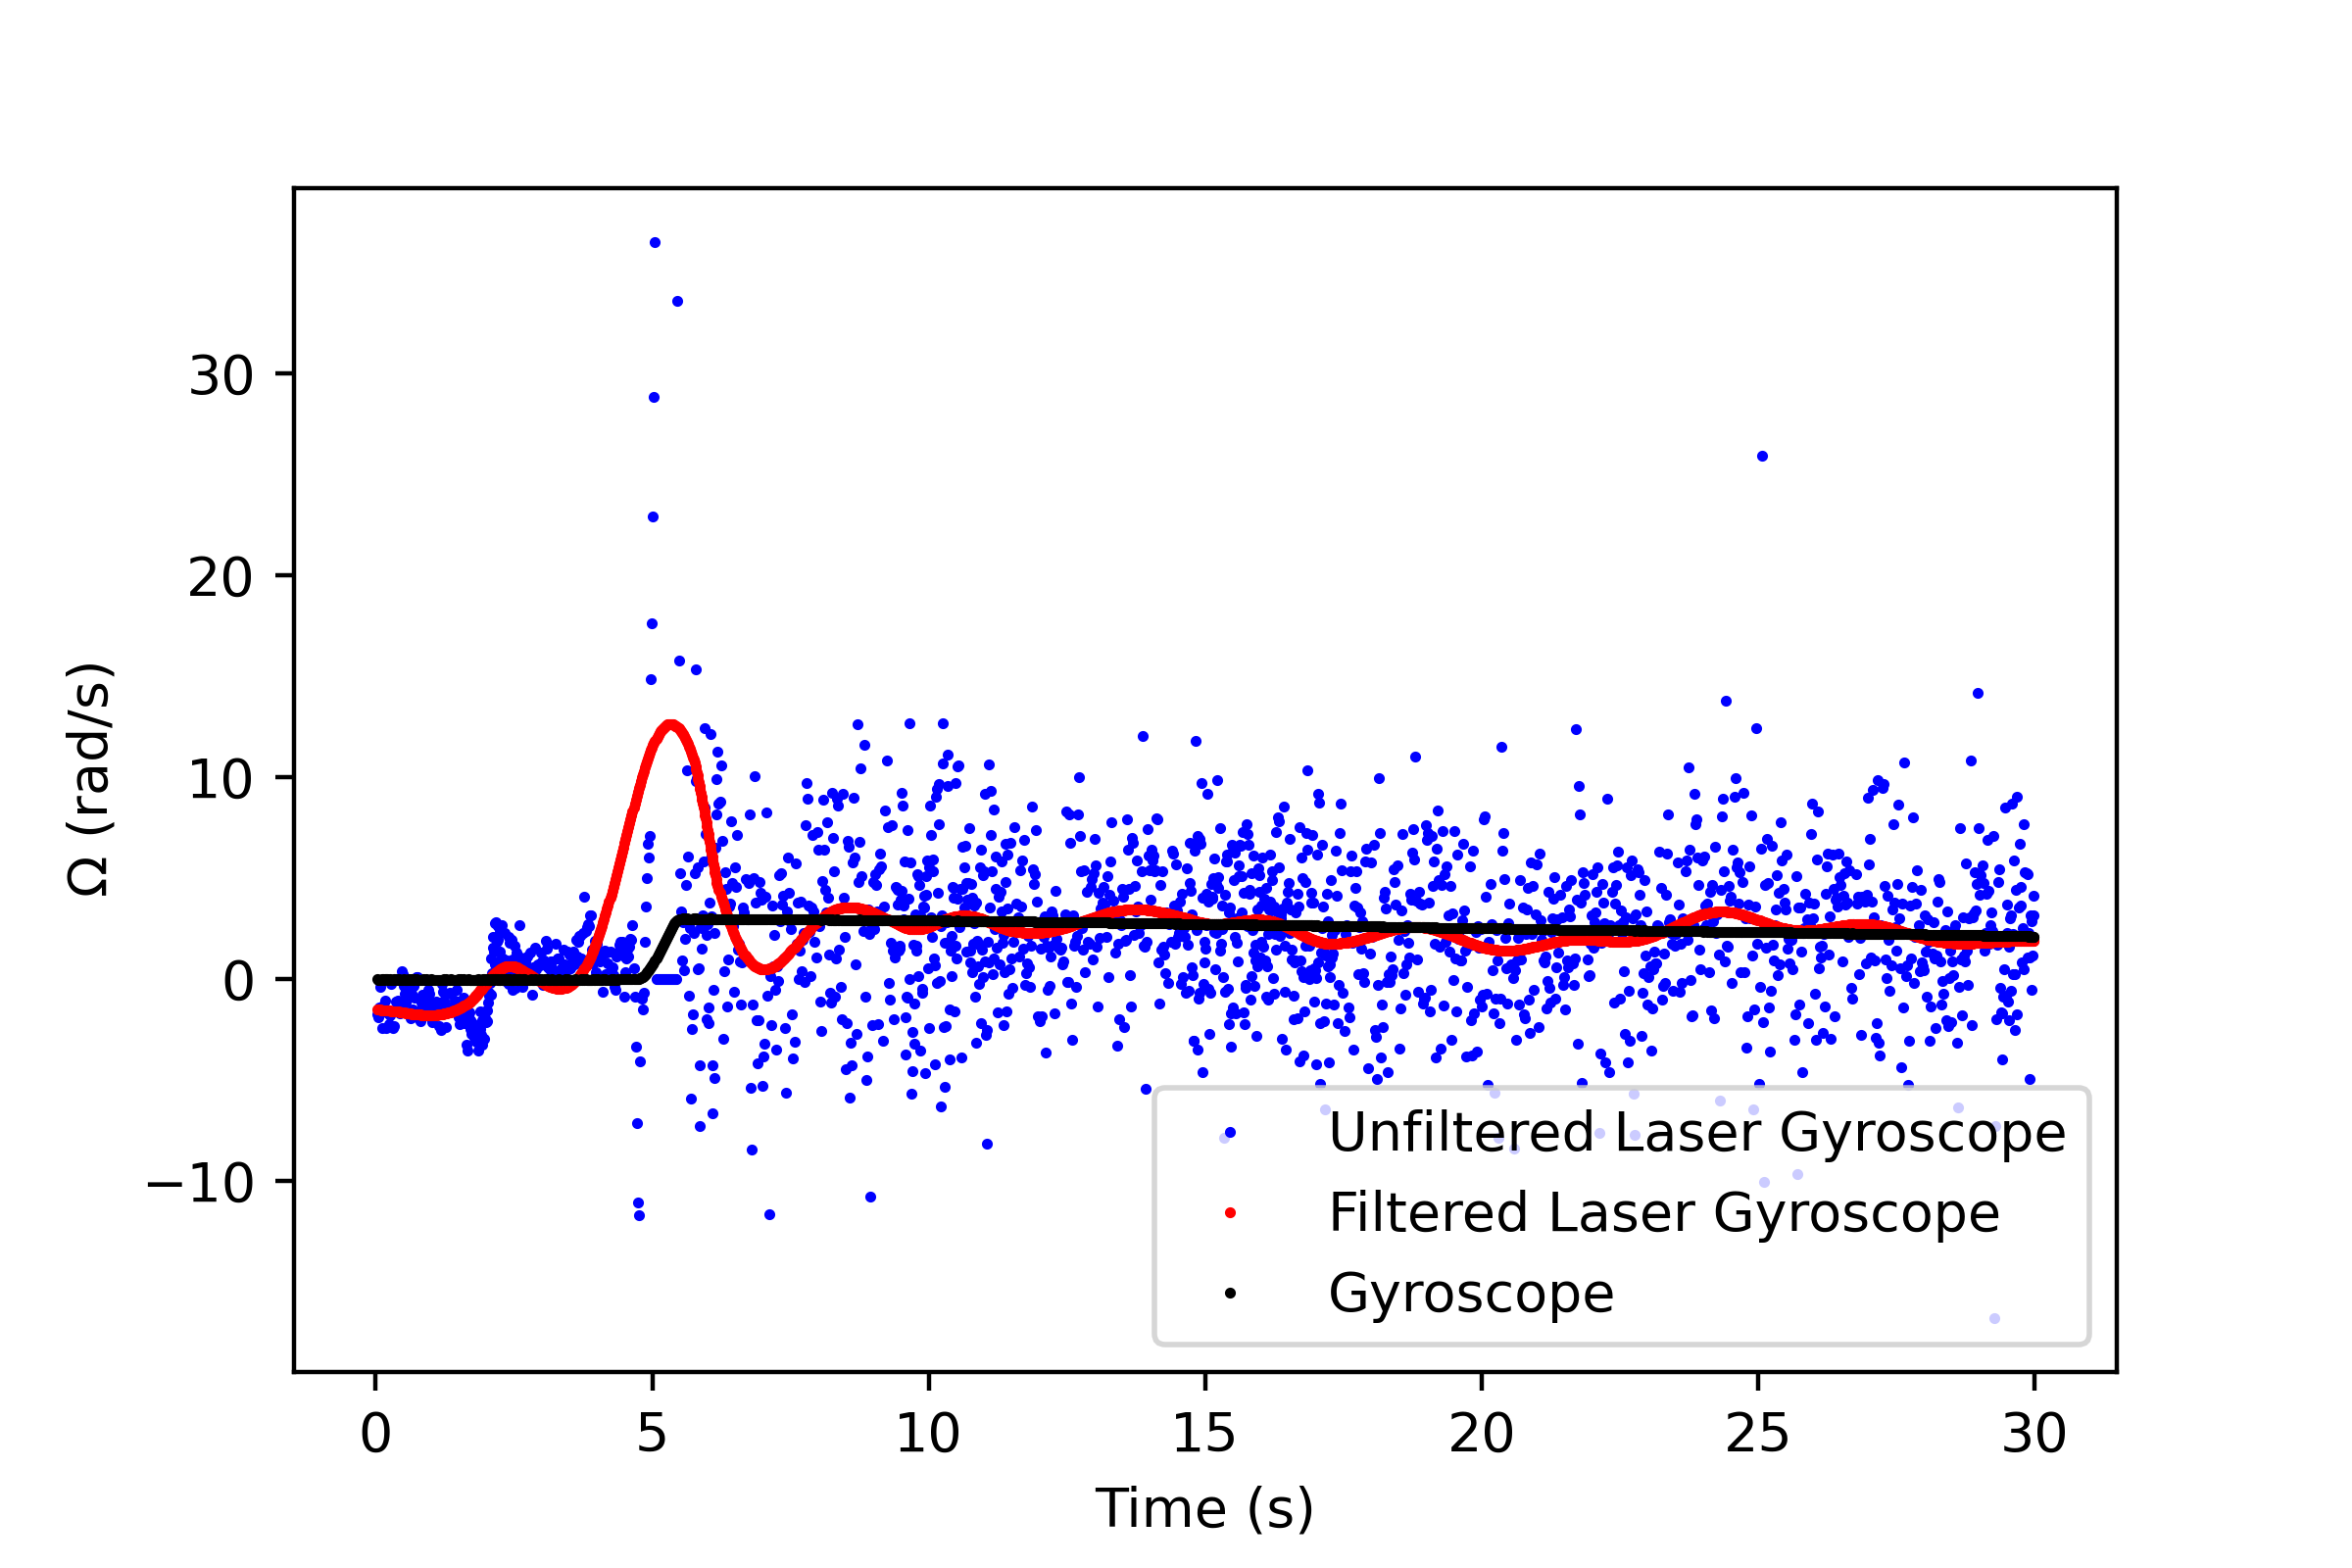 30
20
10
0
−10
Ω (rad/s)
Unfiltered Laser Gyroscope
Filtered Laser Gyroscope
Gyroscope
0 5 10 15 20 25 30
Time (s)